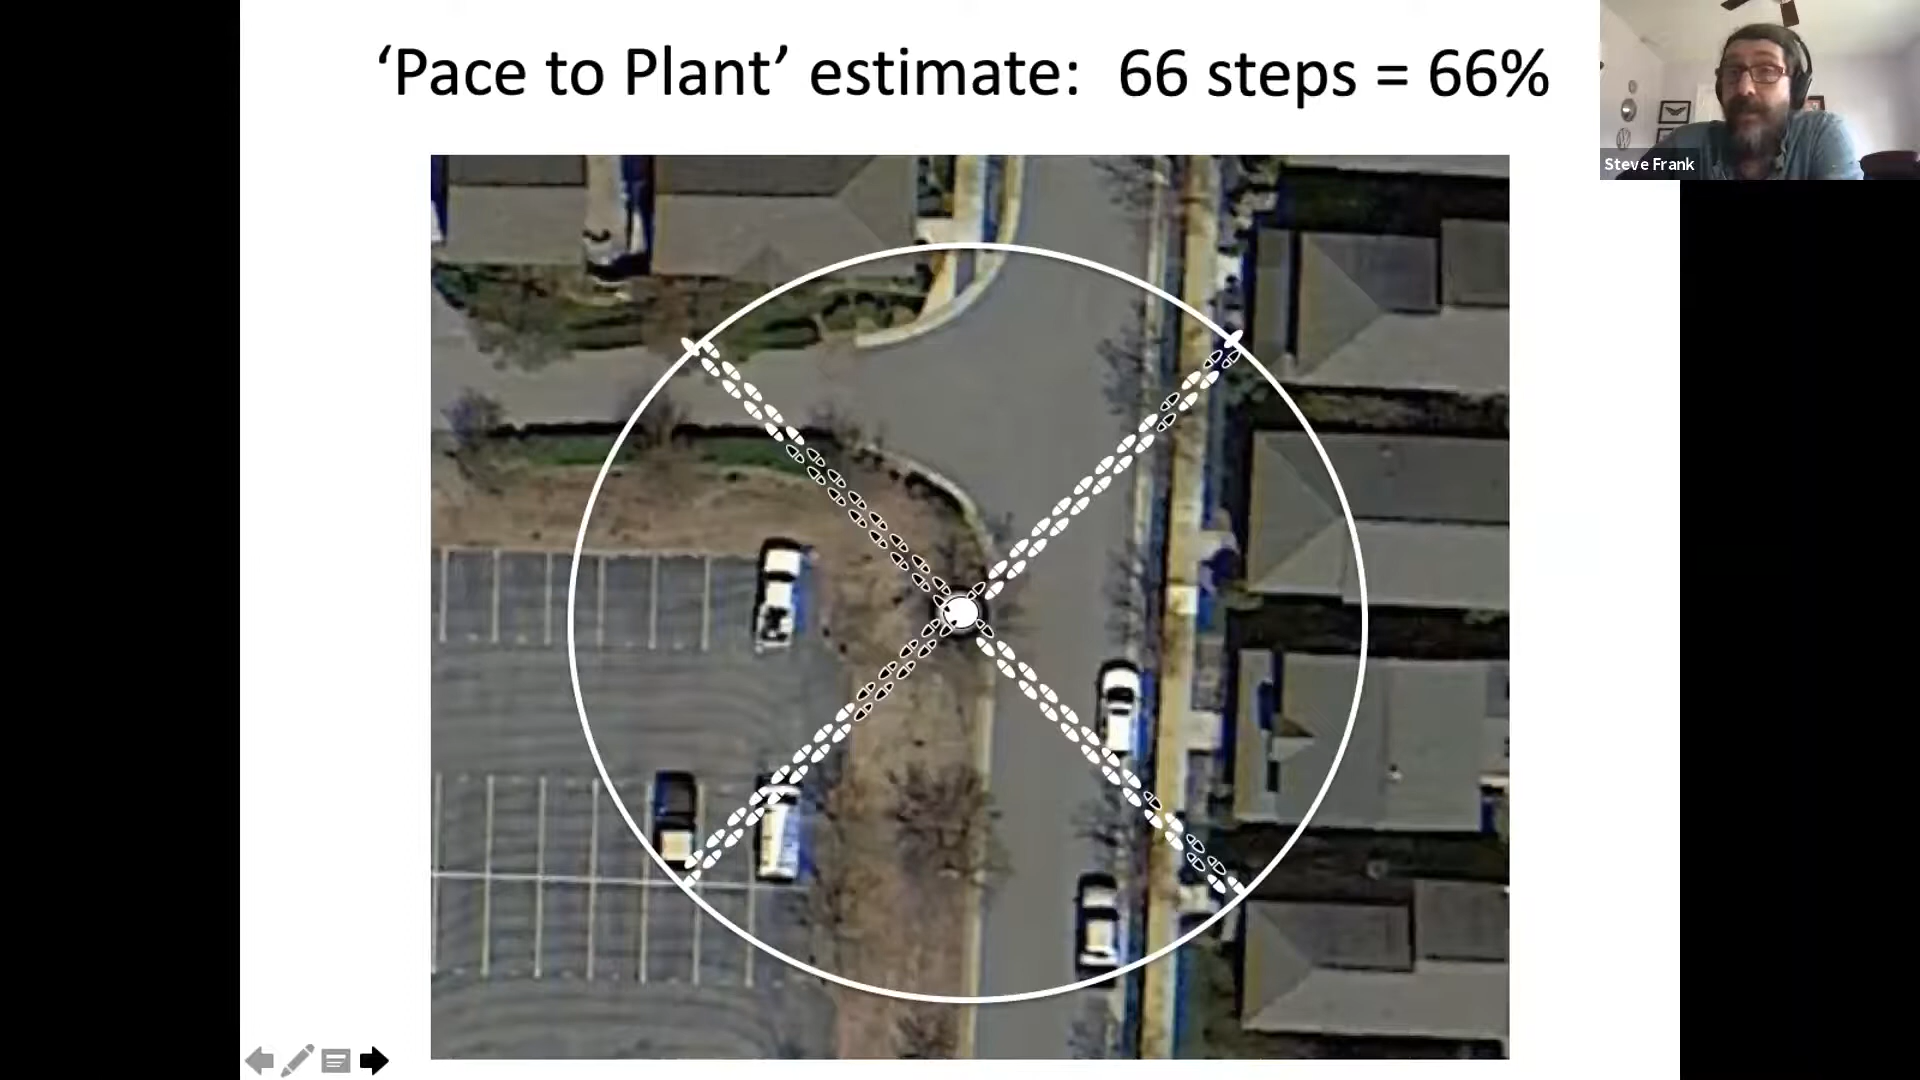 ‘Pace to Plant’ estimate:  66 steps = 66%
Steve Frank